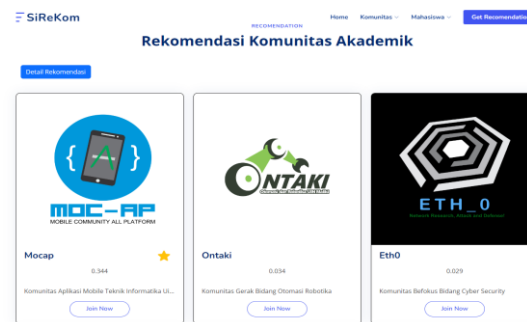 SiReKom
Home Komunitas Mahasiswa Get Recomendation
RECOMENDATION
Rekomendasi Komunitas Akademik
Detail Rekomendasi
MOC-AP
MOBILE COMMUNITY ALL PLATFORM
ONTAKI
ETH_0
Network Research, Attack and Defense
Mocap
0.344
Komunitas Aplikasi Mobile Teknik Informatika Ui...
Join Now
Ontaki
0.034
Komunitas Gerak Bidang Otomasi Robotika
Join Now
Eth0
0.029
Komunitas Befokus Bidang Cyber Security
Join Now